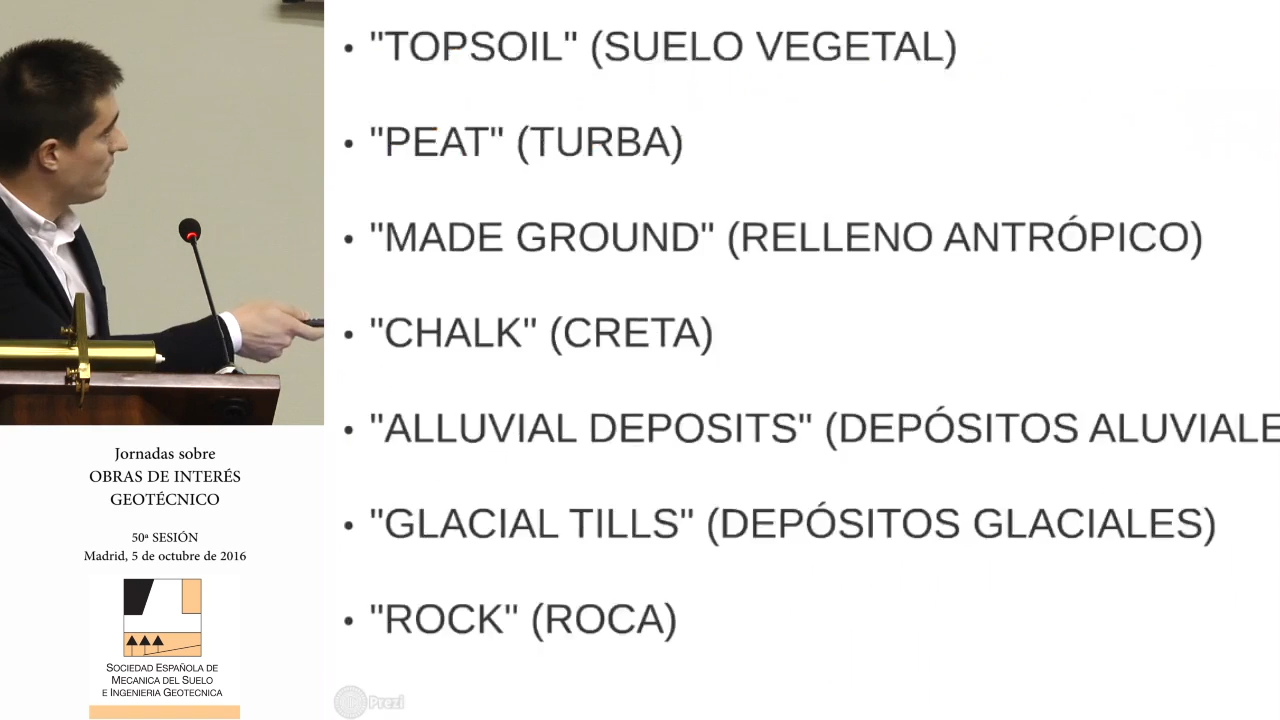 • "TOPSOIL" (SUELO VEGETAL)
• "PEAT" (TURBA)
• "MADE GROUND" (RELLENO ANTRÓPICO)
• "CHALK" (CRETA)
• "ALLUVIAL DEPOSITS" (DEPÓSITOS ALUVIALE
• "GLACIAL TILLS" (DEPÓSITOS GLACIALES)
• "ROCK" (ROCA)
Prezi
Jornadas sobre
OBRAS DE INTERÉS
GEOTÉCNICO
50ª SESIÓN
Madrid, 5 de octubre de 2016
SOCIEDAD ESPAÑOLA DE
MECANICA DEL SUELO
E INGENIERIA GEOTECNICA